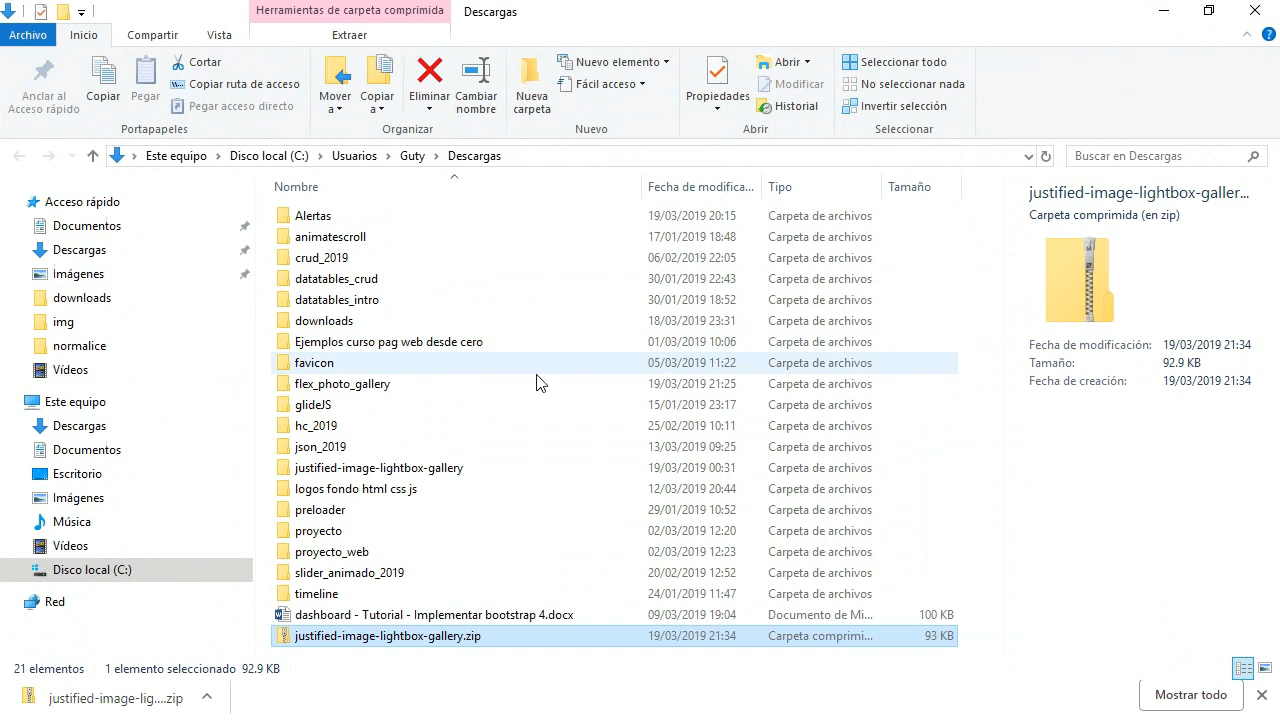 Herramientas de carpeta comprimida
Descargas
Archivo
Inicio
Compartir
Vista
Extraer
Anclar al
Acceso rápido
Copiar
Pegar
Cortar
Copiar ruta de acceso
Pegar acceso directo
Portapapeles
Mover
a
Copiar
a
Eliminar
Cambiar
nombre
Organizar
Nueva
carpeta
Nuevo elemento
Fácil acceso
Nuevo
Propiedades
Abrir
Modificar
Historial
Abrir
Seleccionar todo
No seleccionar nada
Invertir selección
Seleccionar
Este equipo › Disco local (C:) › Usuarios › Guty › Descargas
Buscar en Descargas
Acceso rápido
Documentos
Descargas
Imágenes
downloads
img
normalice
Vídeos
Este equipo
Descargas
Documentos
Escritorio
Imágenes
Música
Vídeos
Disco local (C:)
Red
Nombre Fecha de modifica... Tipo Tamaño
Alertas 19/03/2019 20:15 Carpeta de archivos
animatescroll 17/01/2019 18:48 Carpeta de archivos
crud_2019 06/02/2019 22:05 Carpeta de archivos
datatables_crud 30/01/2019 22:43 Carpeta de archivos
datatables_intro 30/01/2019 18:52 Carpeta de archivos
downloads 18/03/2019 23:31 Carpeta de archivos
Ejemplos curso pag web desde cero 01/03/2019 10:06 Carpeta de archivos
favicon 05/03/2019 11:22 Carpeta de archivos
flex_photo_gallery 19/03/2019 21:25 Carpeta de archivos
glideJS 15/01/2019 23:17 Carpeta de archivos
hc_2019 25/02/2019 10:11 Carpeta de archivos
json_2019 13/03/2019 09:25 Carpeta de archivos
justified-image-lightbox-gallery 19/03/2019 00:31 Carpeta de archivos
logos fondo html css js 12/03/2019 20:44 Carpeta de archivos
preloader 29/01/2019 10:52 Carpeta de archivos
proyecto 02/03/2019 12:20 Carpeta de archivos
proyecto_web 02/03/2019 12:23 Carpeta de archivos
slider_animado_2019 20/02/2019 12:52 Carpeta de archivos
timeline 24/01/2019 11:47 Carpeta de archivos
dashboard - Tutorial - Implementar bootstrap 4.docx 09/03/2019 19:04 Documento de Mi... 100 KB
justified-image-lightbox-gallery.zip 19/03/2019 21:34 Carpeta comprimi... 93 KB
justified-image-lightbox-galler...
Carpeta comprimida (en zip)
Fecha de modificación: 19/03/2019 21:34
Tamaño: 92.9 KB
Fecha de creación: 19/03/2019 21:34
21 elementos 1 elemento seleccionado 92.9 KB
justified-image-lig....zip
Mostrar todo